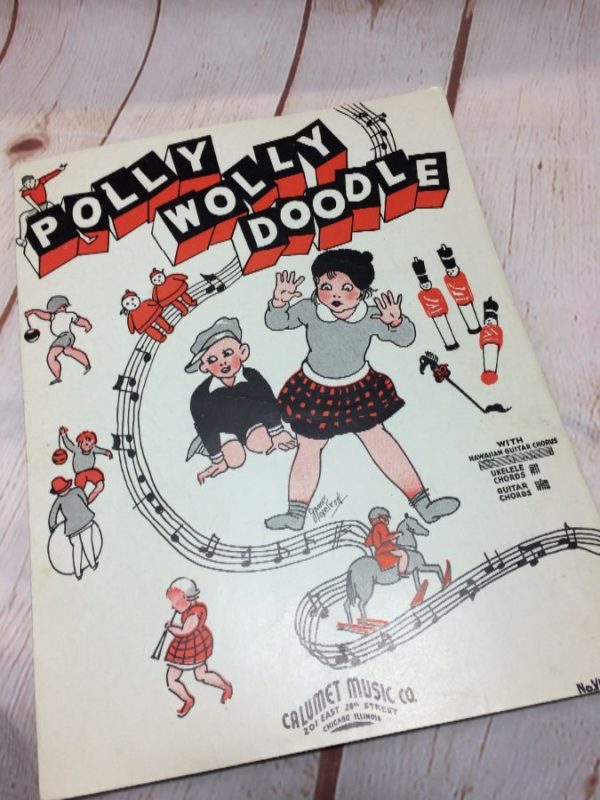 POLLY
WOLLY
DOODLE
WITH
HAWAIIAN GUITAR CHORUS
UKELELE
CHORDS
GUITAR
CHORDS
CALUMET MUSIC CO.
201 EAST 26th STREET
CHICAGO ILLINOIS